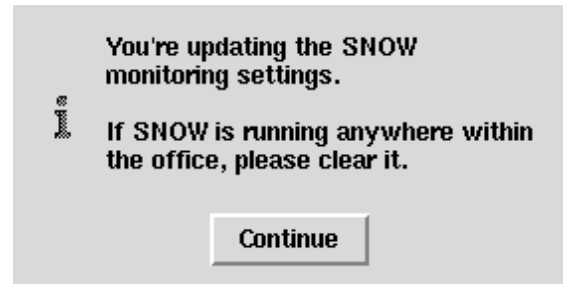 You're updating the SNOW
monitoring settings.
If SNOW is running anywhere within
the office, please clear it.
Continue